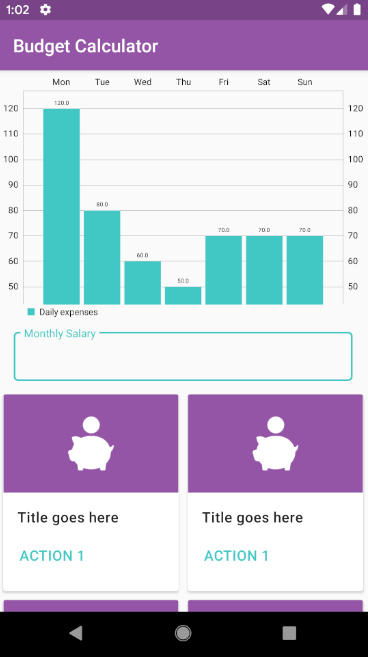 1:02
Budget Calculator
Mon Tue Wed Thu Fri Sat Sun
120 120.0 120
110 110
100 100
90 90
80 80.0 80
70 70.0 70.0 70.0 70
60 60.0 60
50 50.0 50
Daily expenses
Monthly Salary
Title goes here Title goes here
ACTION 1 ACTION 1